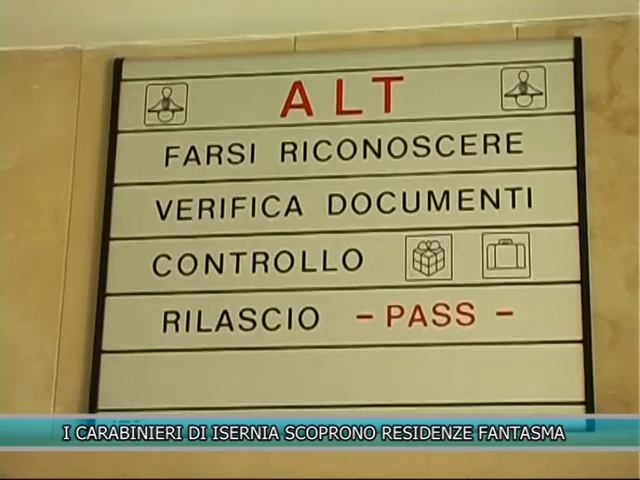 ALT
FARSI RICONOSCERE
VERIFICA DOCUMENTI
CONTROLLO
RILASCIO - PASS -
I CARABINIERI DI ISERNIA SCOPRONO RESIDENZE FANTASMA